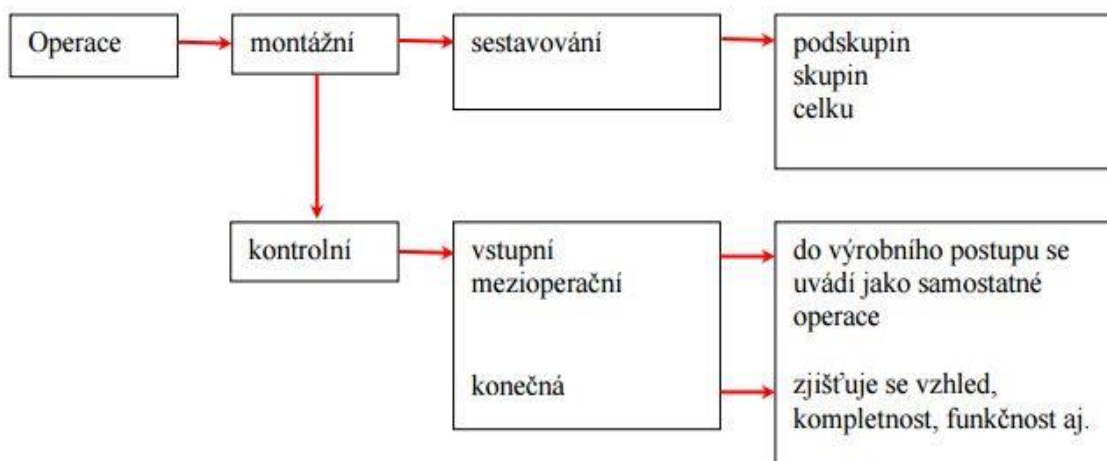 Operace
montážní
sestavování
podskupin
skupin
celku
kontrolní
vstupní
mezioperační
konečná
do výrobního postupu se
uvádí jako samostatné
operace
zjišťuje se vzhled,
kompletnost, funkčnost aj.